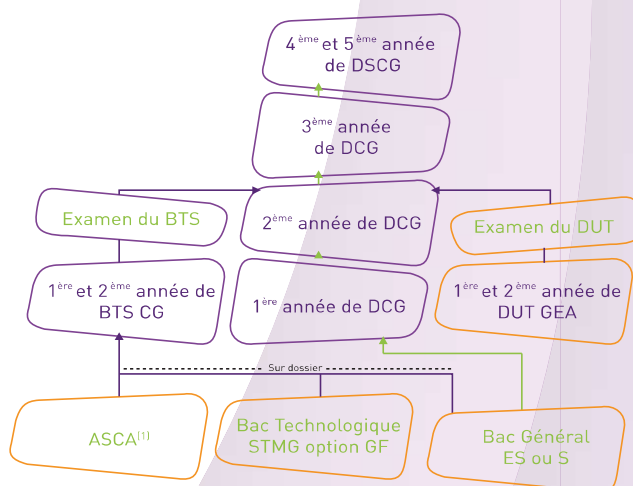 4ème et 5ème année
de DSCG
3ème année
de DCG
Examen du BTS
2ème année de DCG
Examen du DUT
1ère et 2ème année de
BTS CG
1ère année de DCG
1ère et 2ème année de
DUT GEA
Sur dossier
ASCA(1)
Bac Technologique
STMG option GF
Bac Général
ES ou S